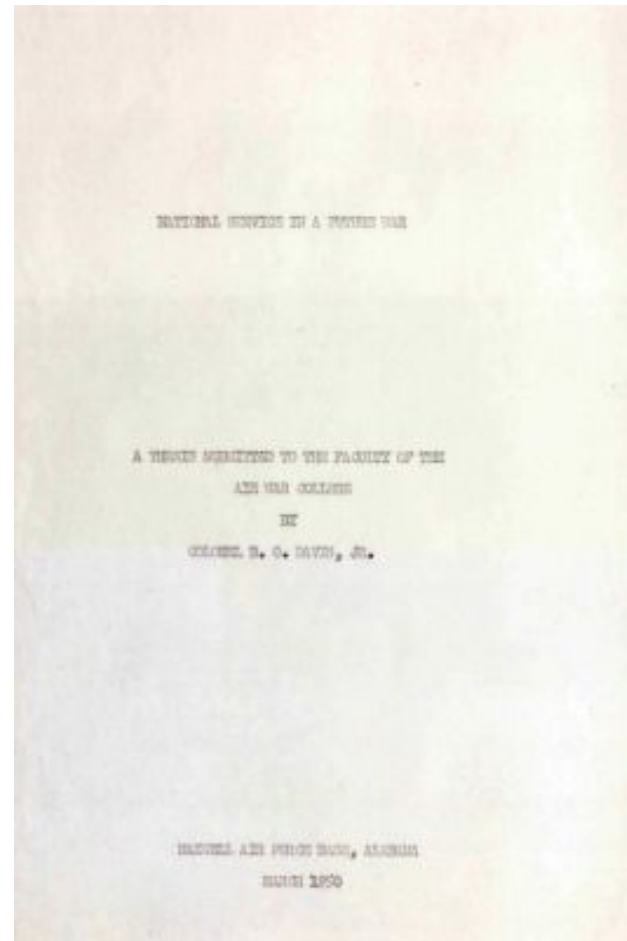 NATIONAL SERVICE IN A FUTURE WAR
A THESIS SUBMITTED TO THE FACULTY OF THE
AIR WAR COLLEGE
BY
COLONEL B. O. DAVIS, JR.
MAXWELL AIR FORCE BASE, ALABAMA
MARCH 1950